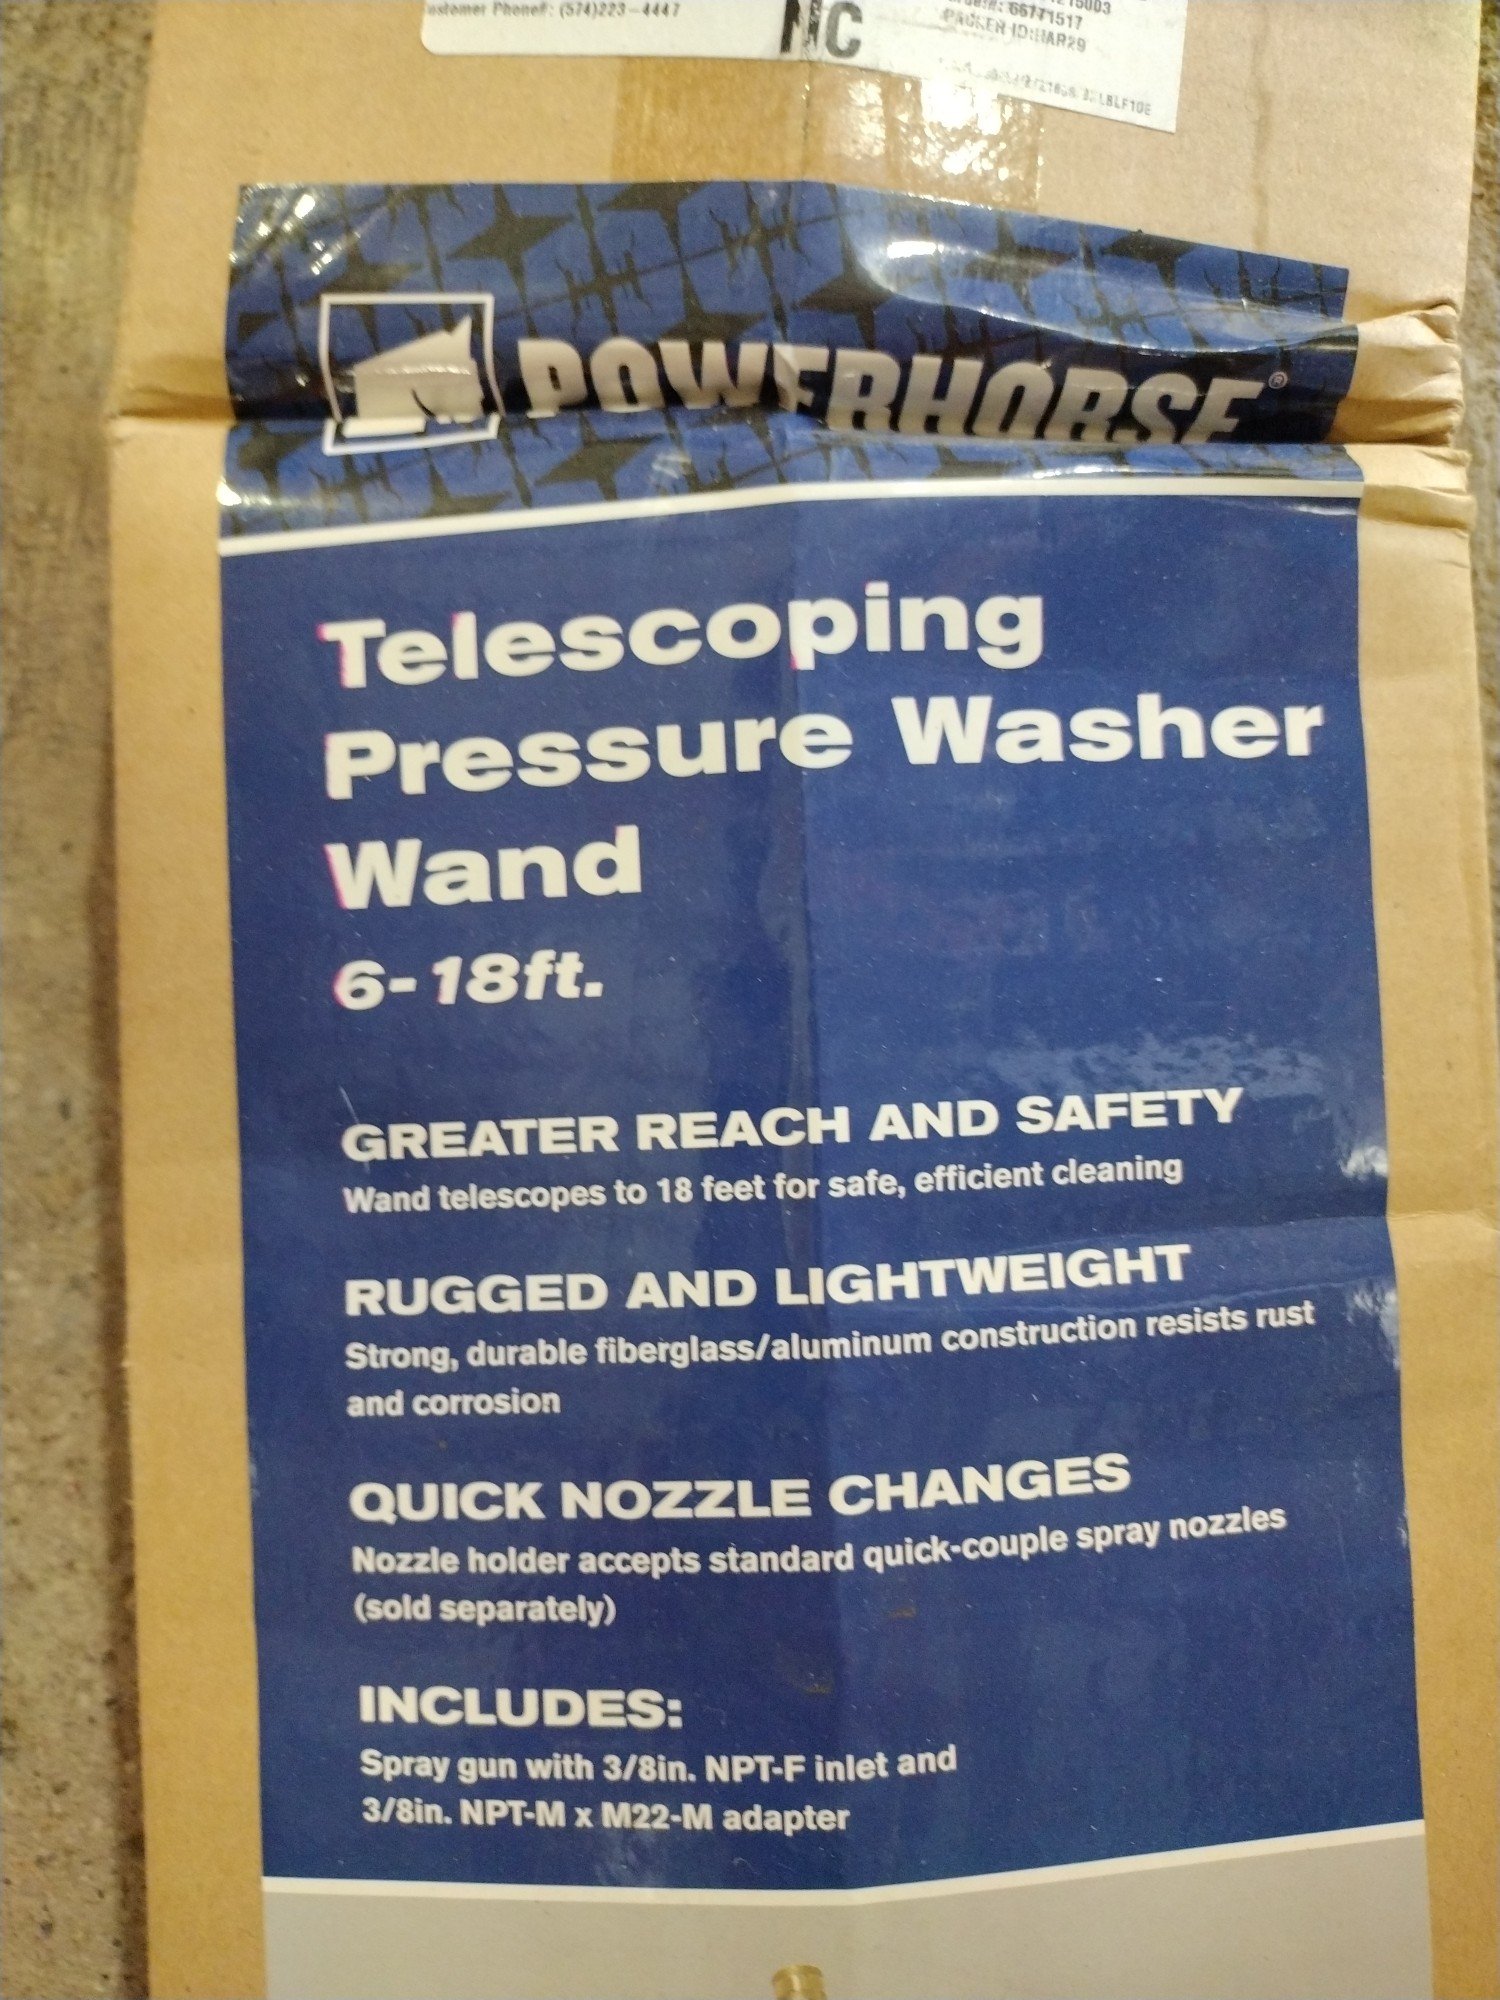 ustomer Phone#: (574)223-4447
NC
66771517
PACKER ID:HAR29
LBLF10E
POWERHORSE®
Telescoping
Pressure Washer
Wand
6-18ft.
GREATER REACH AND SAFETY
Wand telescopes to 18 feet for safe, efficient cleaning
RUGGED AND LIGHTWEIGHT
Strong, durable fiberglass/aluminum construction resists rust
and corrosion
QUICK NOZZLE CHANGES
Nozzle holder accepts standard quick-couple spray nozzles
(sold separately)
INCLUDES:
Spray gun with 3/8in. NPT-F inlet and
3/8in. NPT-M x M22-M adapter